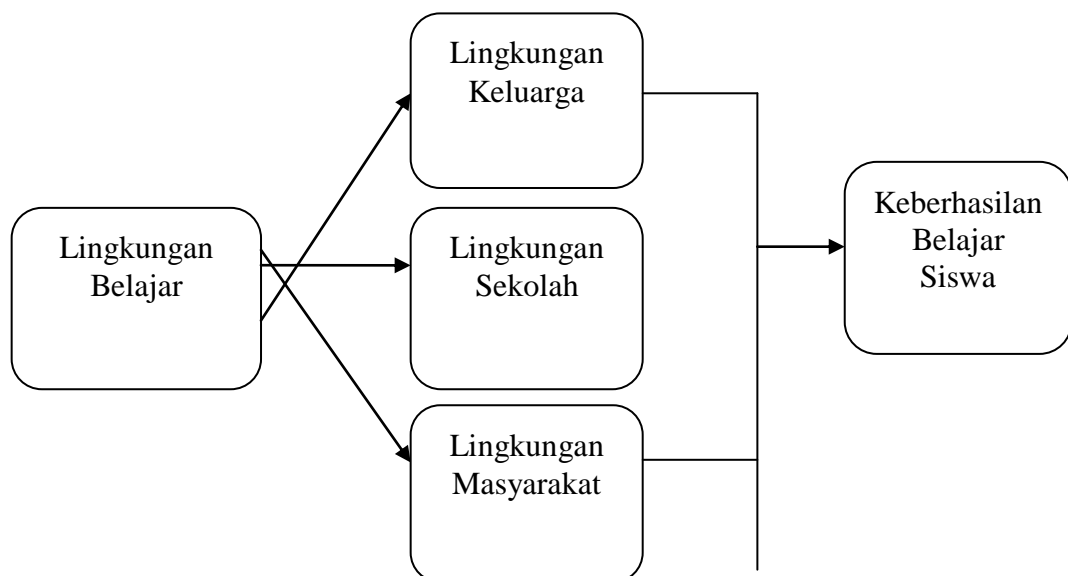 Lingkungan
Keluarga
Lingkungan
Belajar
Lingkungan
Sekolah
Lingkungan
Masyarakat
Keberhasilan
Belajar
Siswa